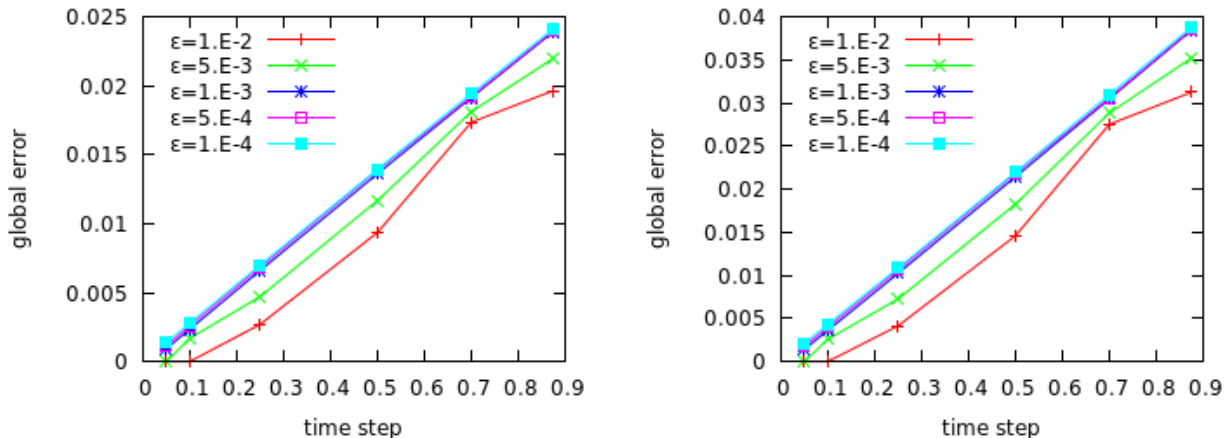 0.025
0.02
0.015
0.01
0.005
0
global error
ε=1.E-2
ε=5.E-3
ε=1.E-3
ε=5.E-4
ε=1.E-4
0 0.1 0.2 0.3 0.4 0.5 0.6 0.7 0.8 0.9
time step
0.04
0.035
0.03
0.025
0.02
0.015
0.01
0.005
0
global error
ε=1.E-2
ε=5.E-3
ε=1.E-3
ε=5.E-4
ε=1.E-4
0 0.1 0.2 0.3 0.4 0.5 0.6 0.7 0.8 0.9
time step